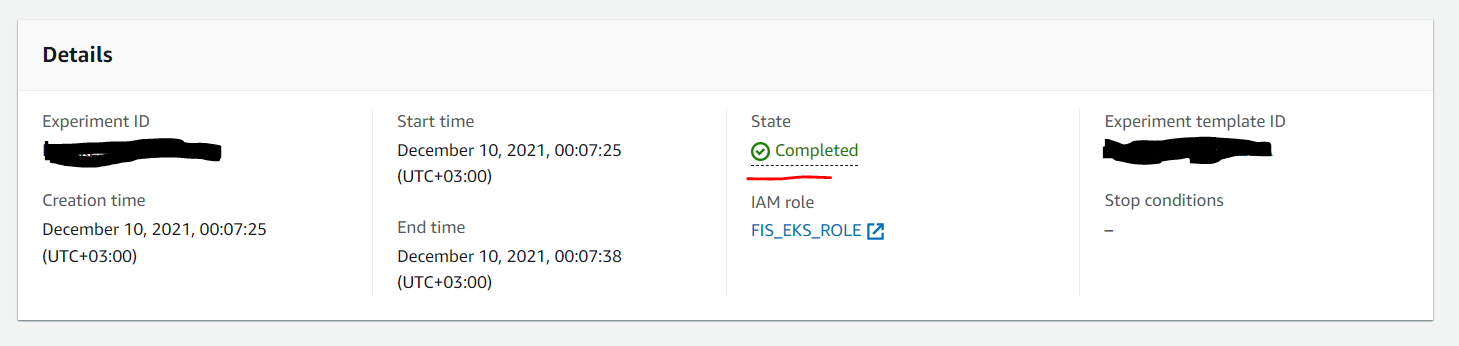 Details
Experiment ID
Creation time
December 10, 2021, 00:07:25
(UTC+03:00)
Start time
December 10, 2021, 00:07:25
(UTC+03:00)
End time
December 10, 2021, 00:07:38
(UTC+03:00)
State
Completed
IAM role
FIS_EKS_ROLE
Experiment template ID
Stop conditions
–